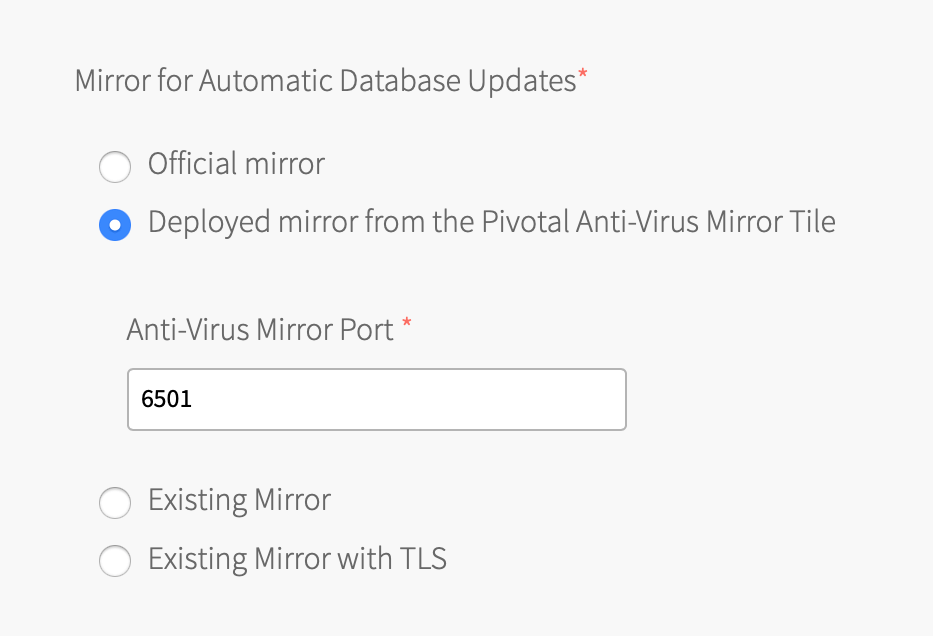 Mirror for Automatic Database Updates*
Official mirror
Deployed mirror from the Pivotal Anti-Virus Mirror Tile
Anti-Virus Mirror Port *
6501
Existing Mirror
Existing Mirror with TLS